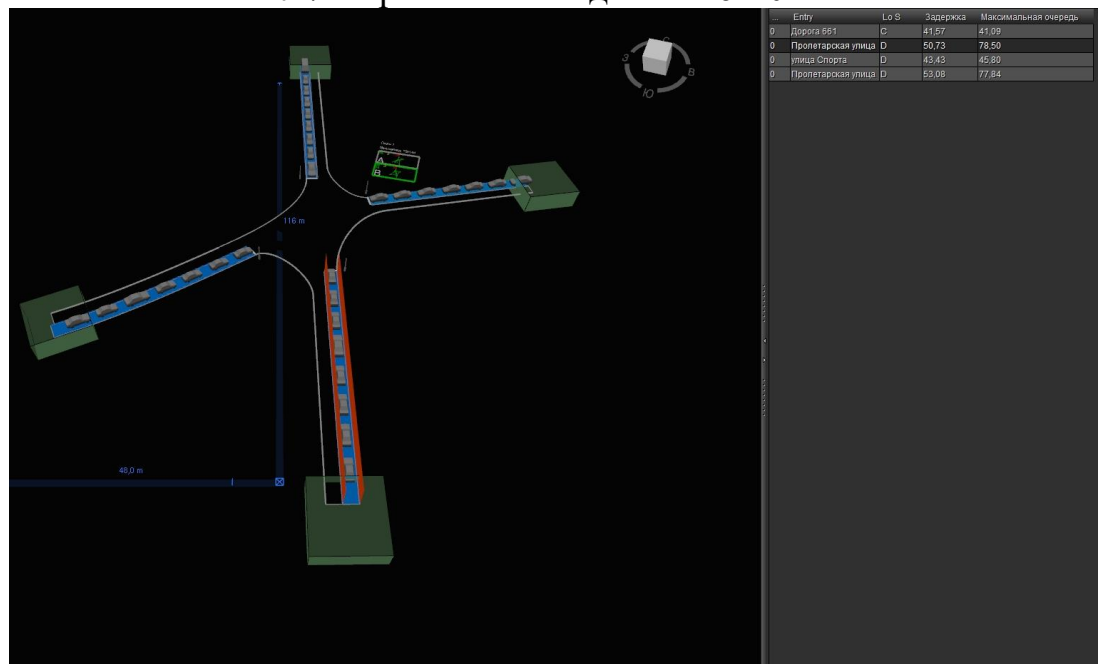 ... Entry Lo S Задержка Максимальная очередь
0 Дорога 661 C 41,57 41,09
0 Пролетарская улица D 50,73 78,50
0 улица Спорта D 43,43 45,80
0 Пролетарская улица D 53,08 77,84
С
З
В
Ю
A
B
116 m
48,0 m